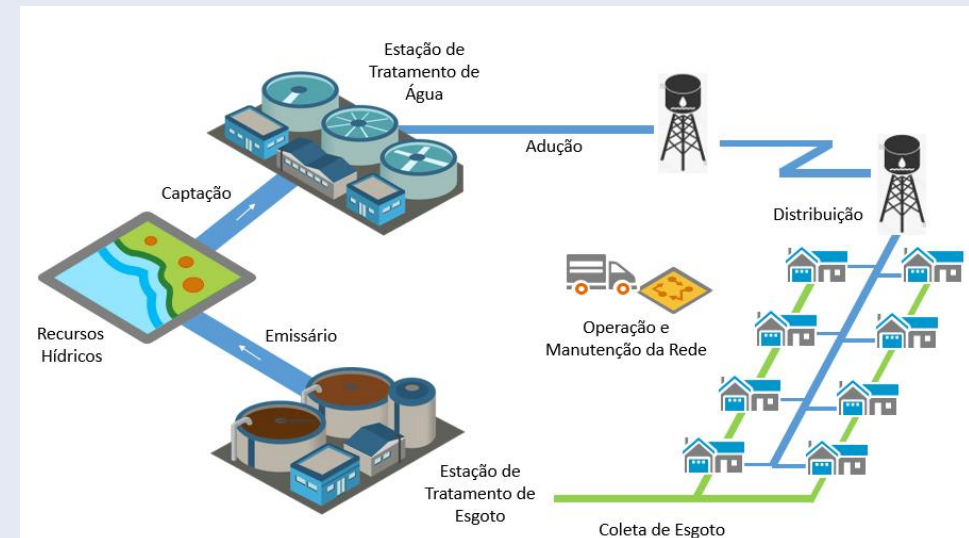 Estação de
Tratamento de
Água
Adução
Captação
Distribuição
Recursos
Hídricos
Emissário
Operação e
Manutenção da Rede
Estação de
Tratamento de
Esgoto
Coleta de Esgoto